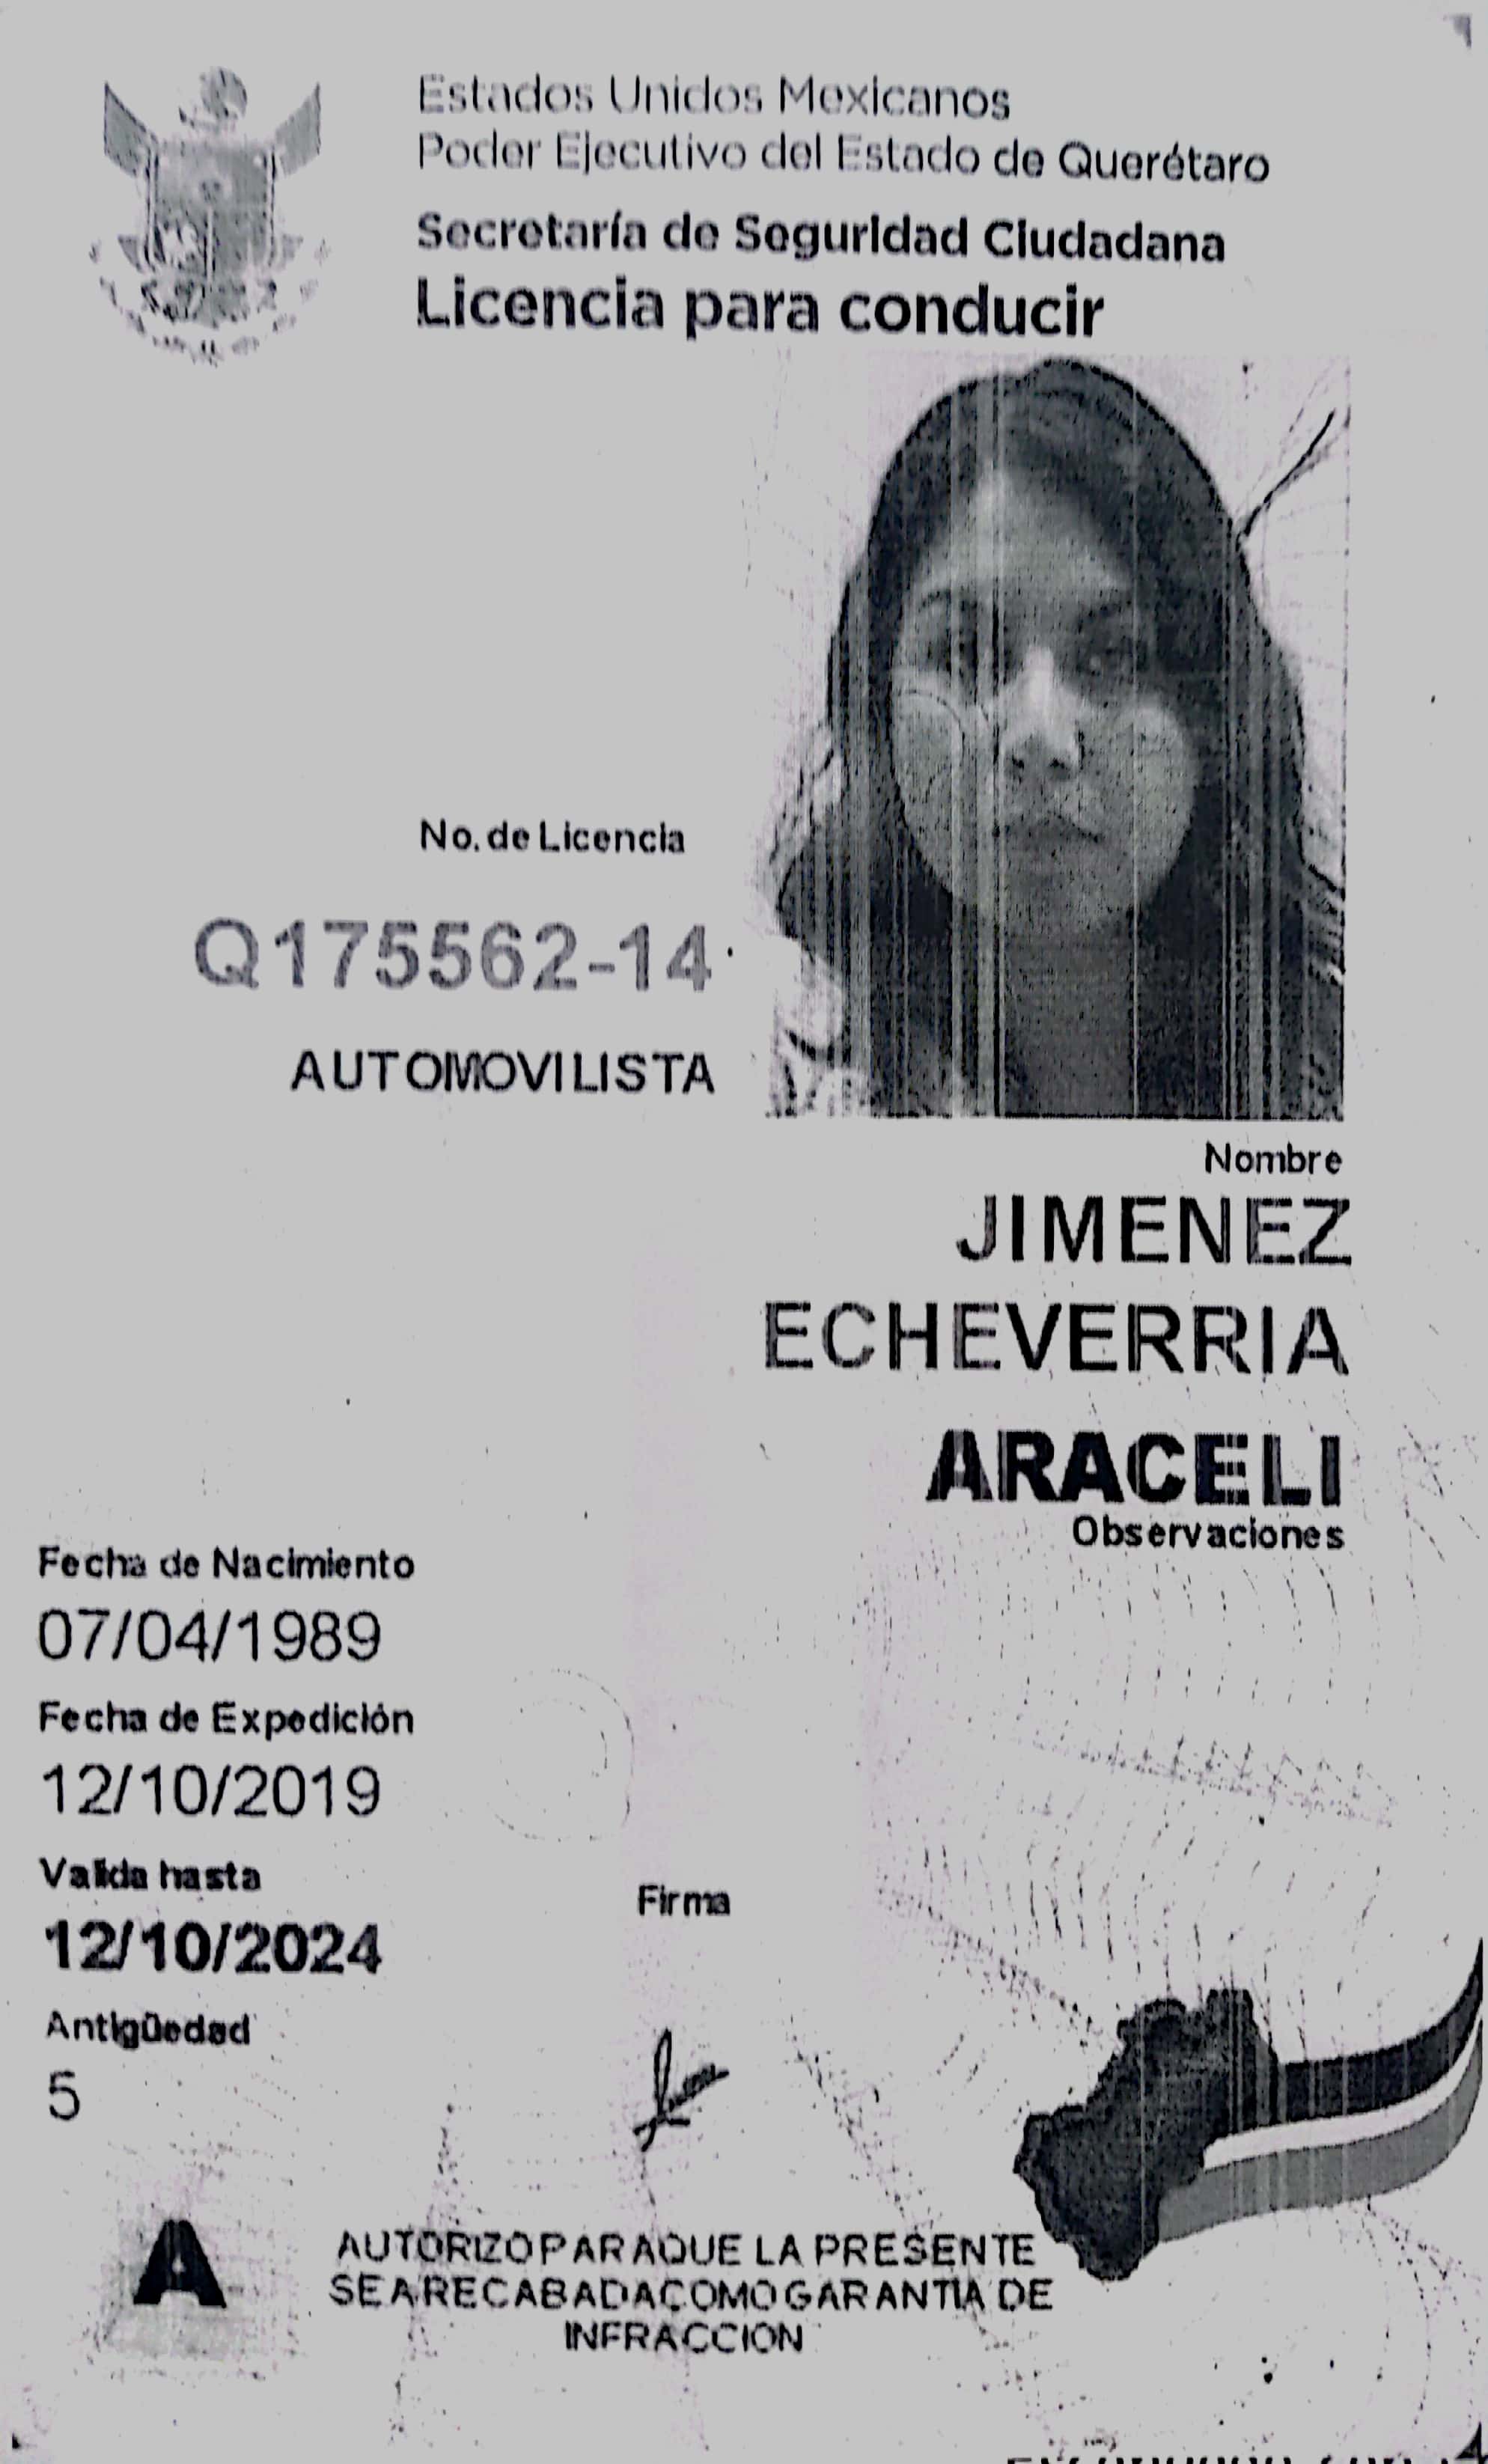 Estados Unidos Mexicanos
Poder Ejecutivo del Estado de Querétaro
Secretaría de Seguridad Ciudadana
Licencia para conducir
No. de Licencia
Q175562-14
AUTOMOVILISTA
Nombre
JIMENEZ
ECHEVERRIA
ARACELI
Observaciones
Fecha de Nacimiento
07/04/1989
Fecha de Expedición
12/10/2019
Valida hasta
12/10/2024
Antigüedad
5
Firma
A
AUTORIZO PARA QUE LA PRESENTE
SEA RECABADA COMO GARANTIA DE
INFRACCION